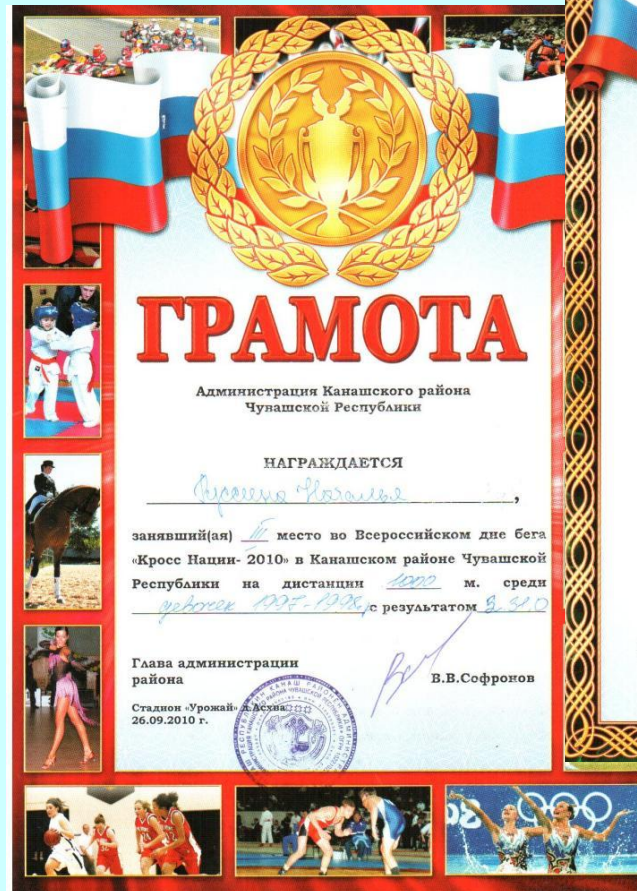 ГРАМОТА
Администрация Канашского района
Чувашской Республики
НАГРАЖДАЕТСЯ
Наталья,
занявший(ая) III место во Всероссийском дне бега
«Кросс Нации- 2010» в Канашском районе Чувашской
Республики на дистанции 1000 м. среди
девочек 1997-1998 с результатом
Глава администрации
района
В.В.Софронов
Стадион «Урожай» д.Асхва
26.09.2010 г.